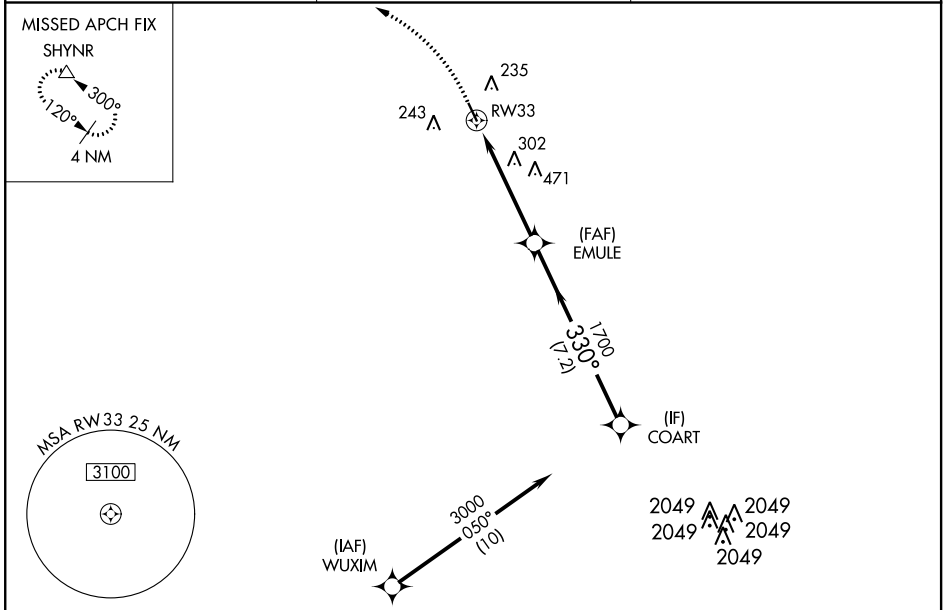 MISSED APCH FIX
SHYNR
300°
120°
4 NM
235
243
RW33
302
471
(FAF)
EMULE
1700
330°
(7.2)
(IF)
COART
MSA RW33 25 NM
3100
3000
050°
(10)
(IAF)
WUXIM
2049
2049
2049
2049
2049